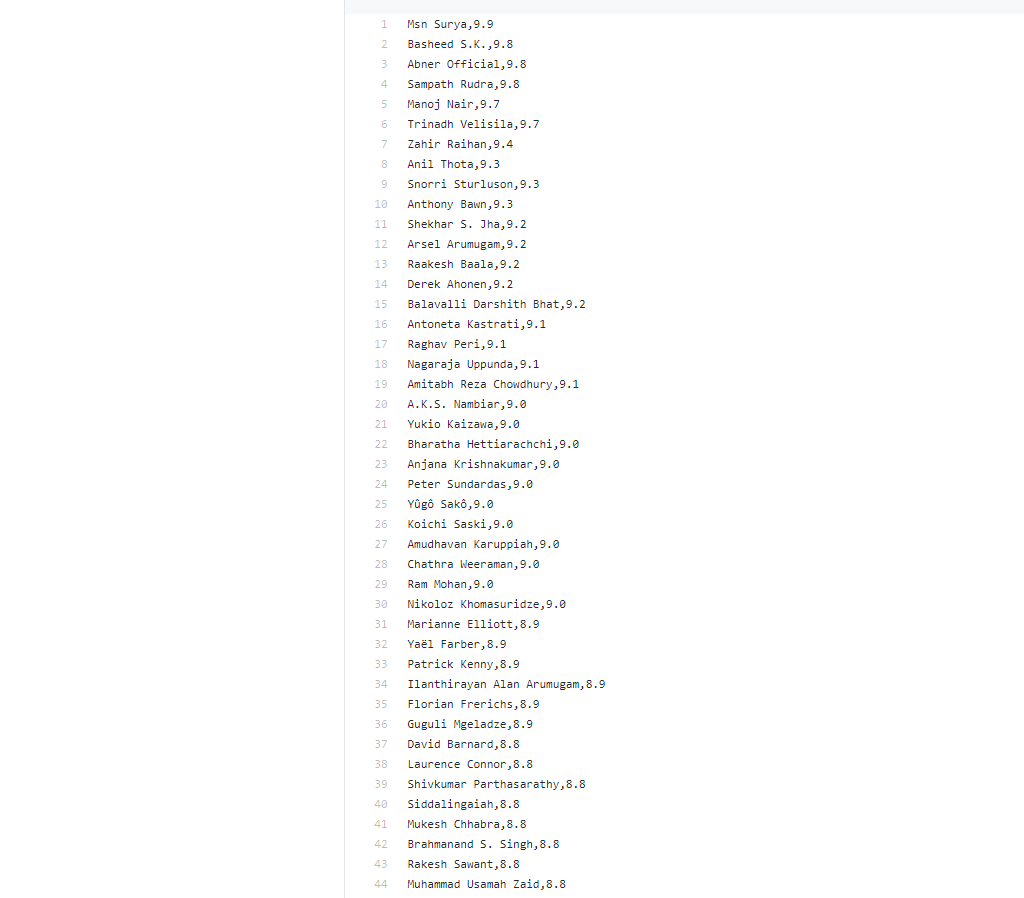 1 Msn Surya,9.9
2 Basheed S.K.,9.8
3 Abner Official,9.8
4 Sampath Rudra,9.8
5 Manoj Nair,9.7
6 Trinadh Velisila,9.7
7 Zahir Raihan,9.4
8 Anil Thota,9.3
9 Snorri Sturluson,9.3
10 Anthony Bawn,9.3
11 Shekhar S. Jha,9.2
12 Arsel Arumugam,9.2
13 Raakesh Baala,9.2
14 Derek Ahonen,9.2
15 Balavalli Darshith Bhat,9.2
16 Antoneta Kastrati,9.1
17 Raghav Peri,9.1
18 Nagaraja Uppunda,9.1
19 Amitabh Reza Chowdhury,9.1
20 A.K.S. Nambiar,9.0
21 Yukio Kaizawa,9.0
22 Bharatha Hettiarachchi,9.0
23 Anjana Krishnakumar,9.0
24 Peter Sundardas,9.0
25 Yûgô Sakô,9.0
26 Koichi Saski,9.0
27 Amudhavan Karuppiah,9.0
28 Chathra Weeraman,9.0
29 Ram Mohan,9.0
30 Nikoloz Khomasuridze,9.0
31 Marianne Elliott,8.9
32 Yaël Farber,8.9
33 Patrick Kenny,8.9
34 Ilanthirayan Alan Arumugam,8.9
35 Florian Frerichs,8.9
36 Guguli Mgeladze,8.9
37 David Barnard,8.8
38 Laurence Connor,8.8
39 Shivkumar Parthasarathy,8.8
40 Siddalingaiah,8.8
41 Mukesh Chhabra,8.8
42 Brahmanand S. Singh,8.8
43 Rakesh Sawant,8.8
44 Muhammad Usamah Zaid,8.8